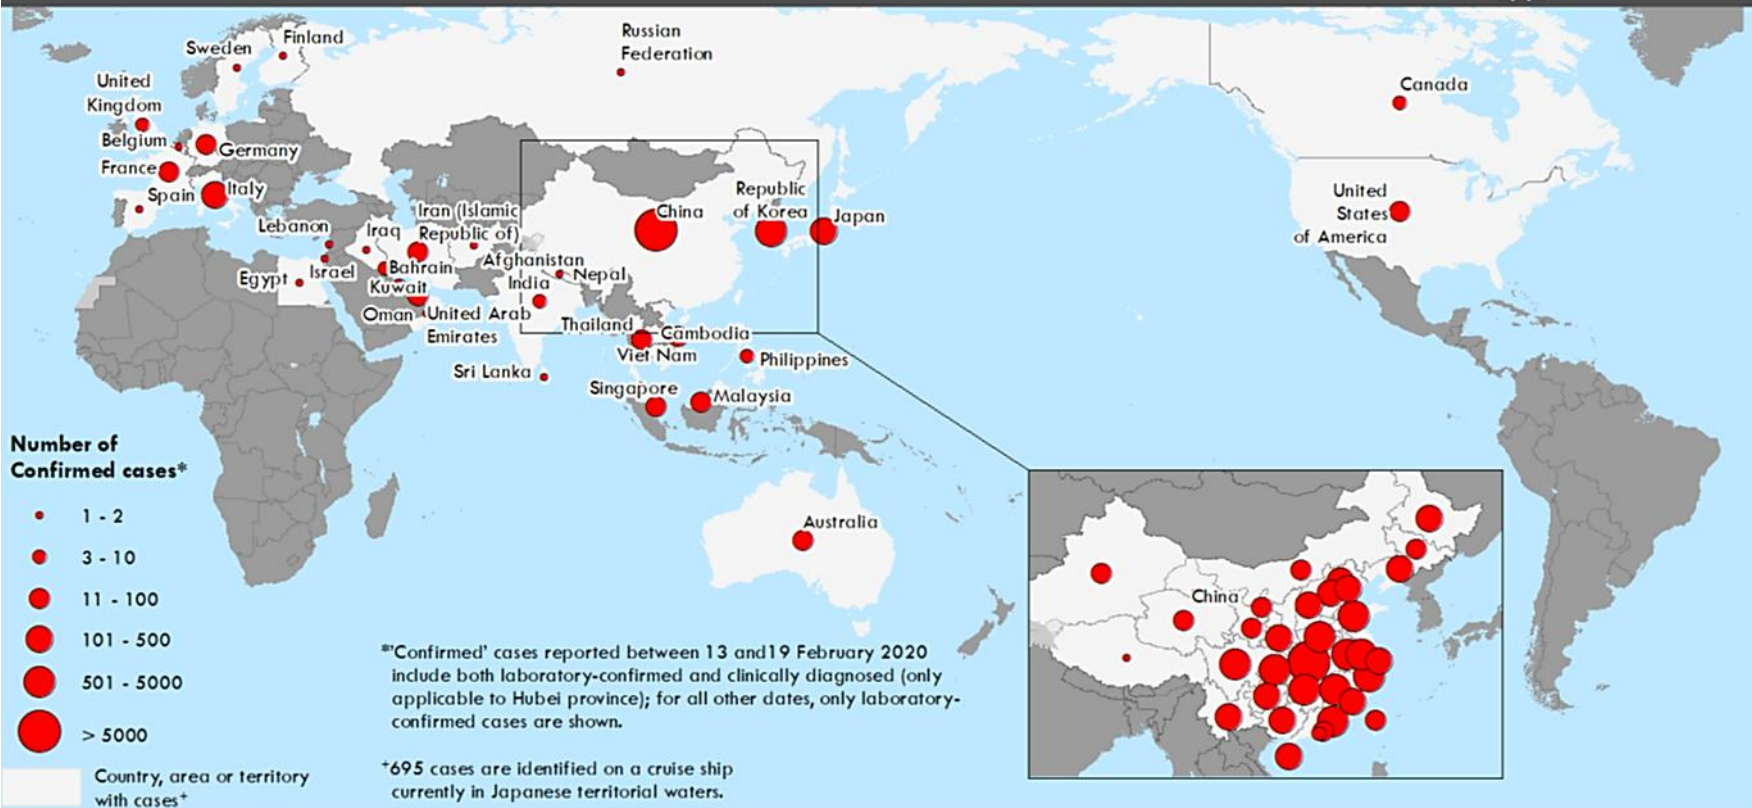 Finland
Sweden
Russian
Federation
United
Kingdom
Canada
Belgium
Germany
France
Spain
Italy
United
States
of America
Republic
of Korea
China
Japan
Iran (Islamic
Republic of)
Lebanon
Iraq
Afghanistan
Bahrain
Israel
Egypt
Nepal
Kuwait
India
Oman
United Arab
Emirates
Thailand
Cambodia
Viet Nam
Philippines
Sri Lanka
Singapore
Malaysia
Australia
Number of
Confirmed cases*
1 - 2
3 - 10
11 - 100
101 - 500
501 - 5000
> 5000
Country, area or territory
with cases+
*'Confirmed' cases reported between 13 and19 February 2020
include both laboratory-confirmed and clinically diagnosed (only
applicable to Hubei province); for all other dates, only laboratory-
confirmed cases are shown.
+695 cases are identified on a cruise ship
currently in Japanese territorial waters.
China